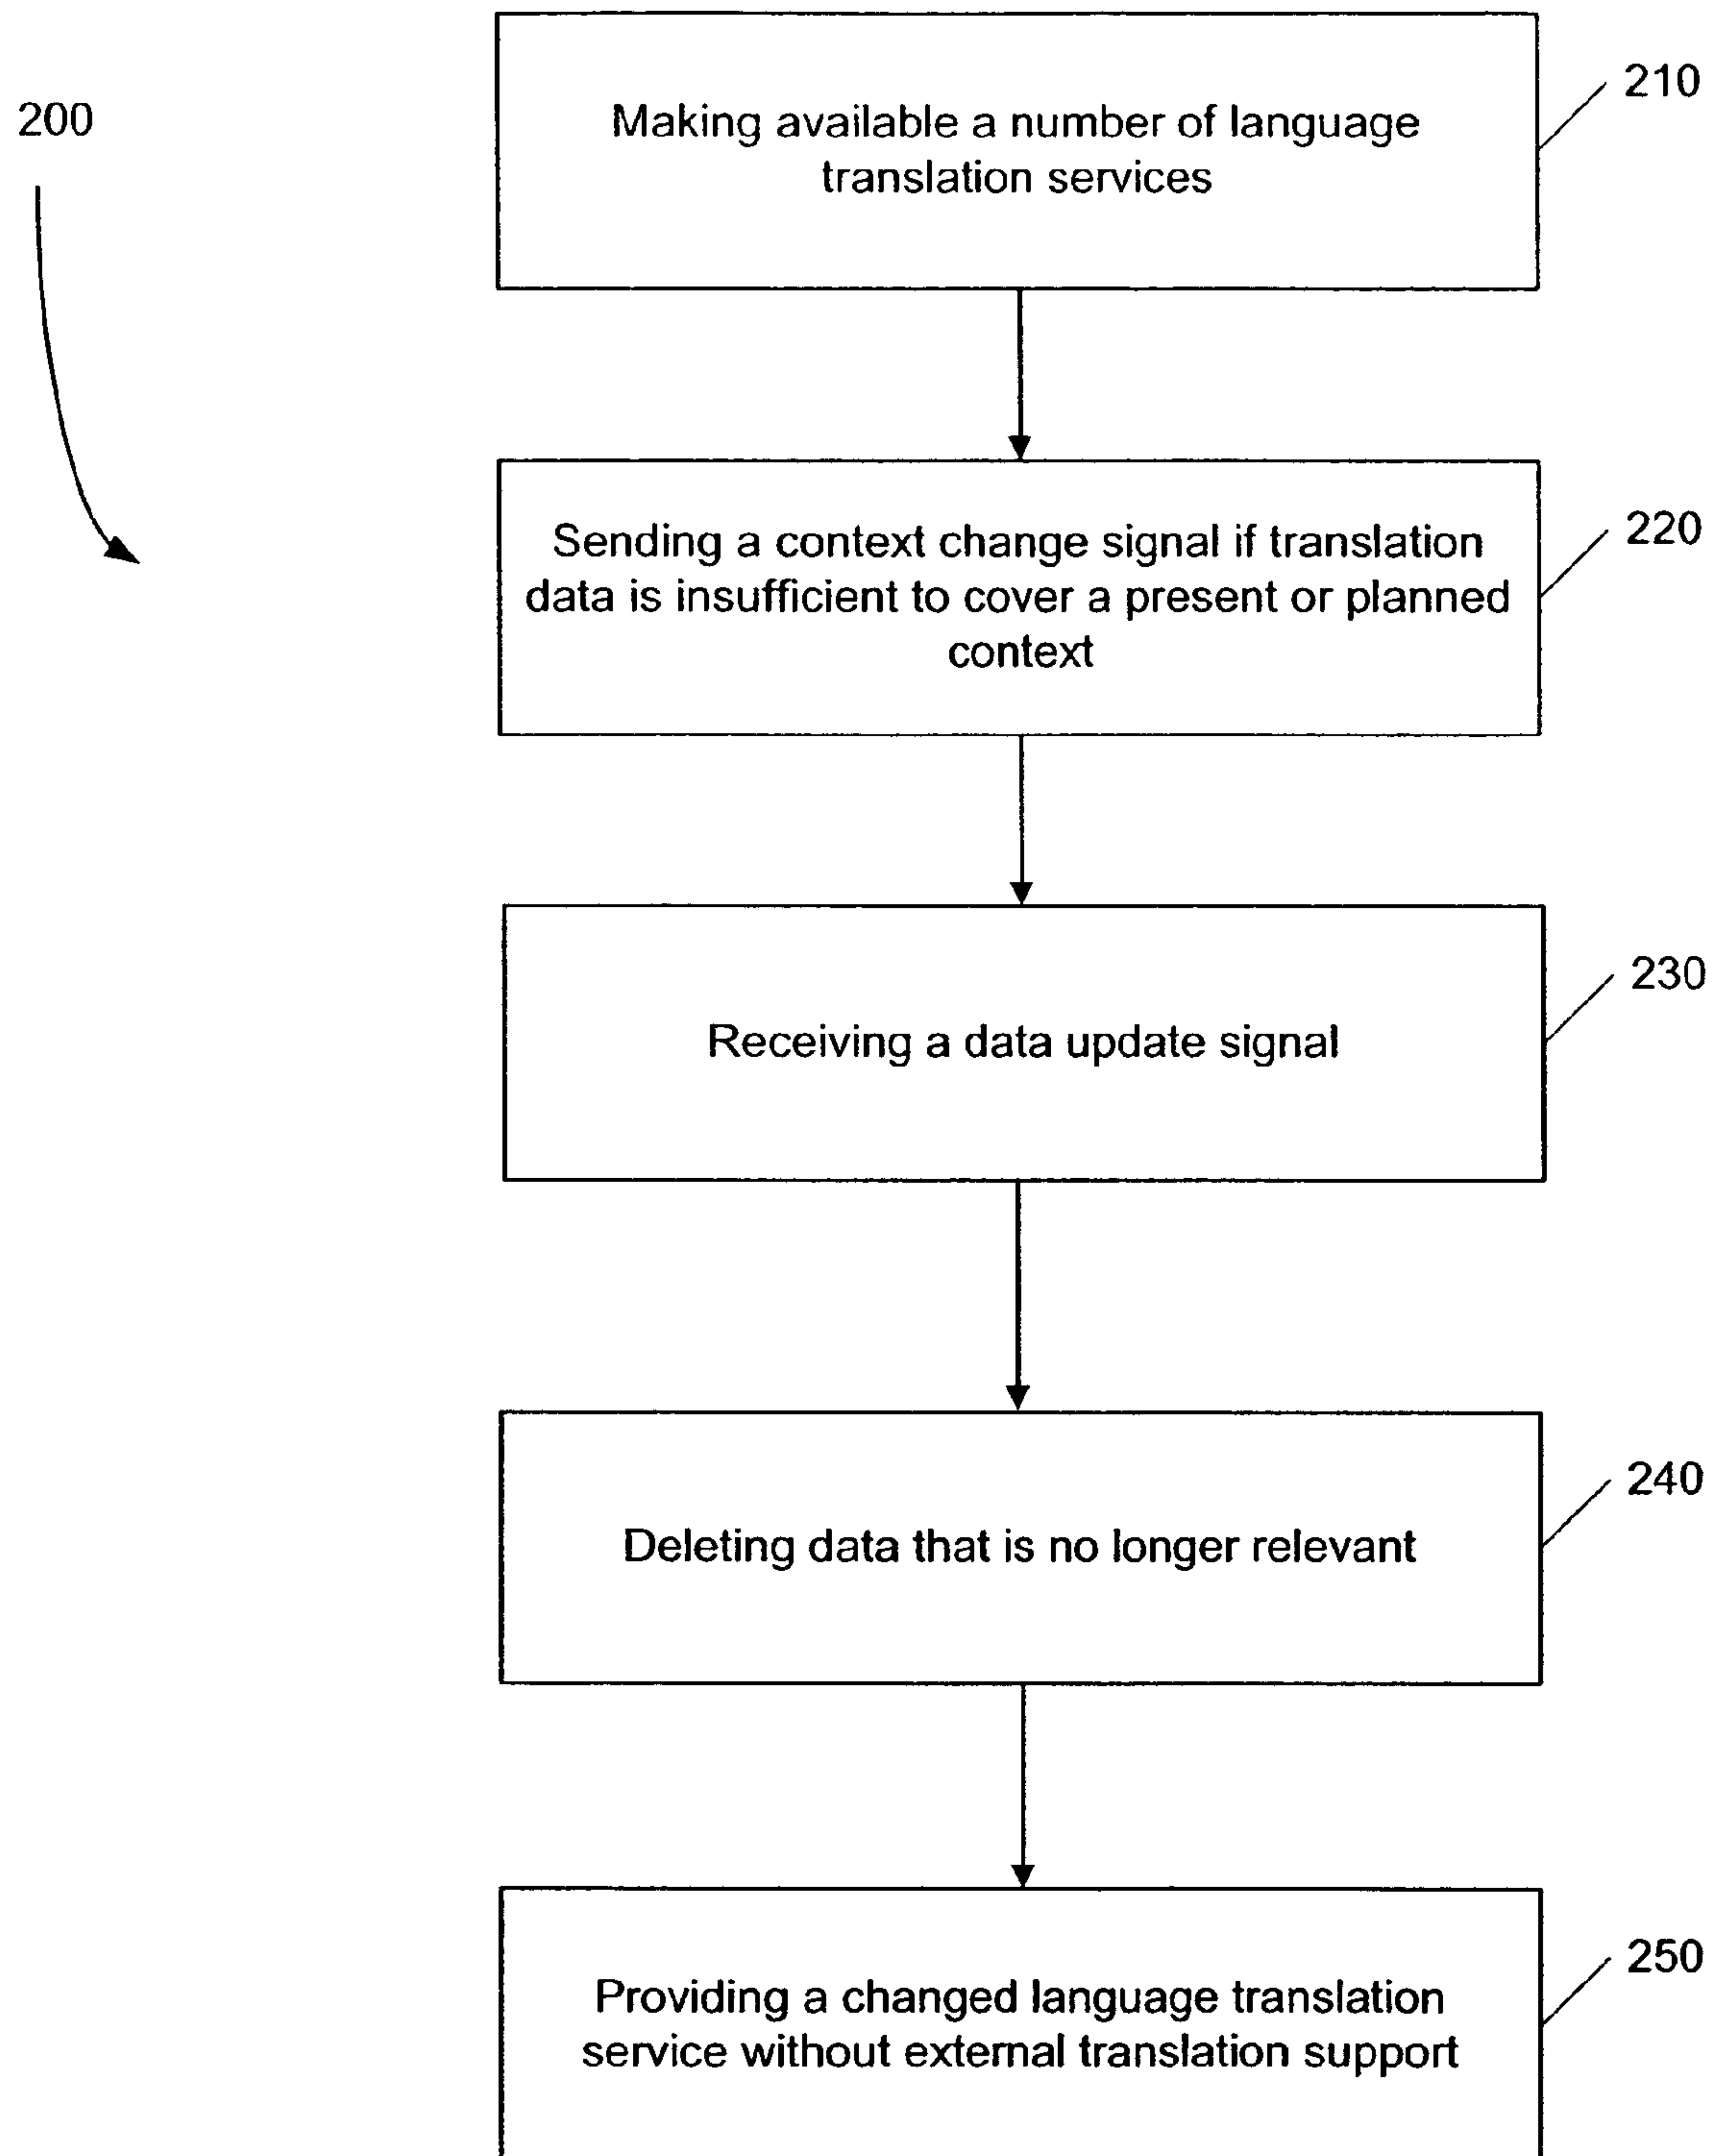 200
210
Making available a number of language
translation services
220
Sending a context change signal if translation
data is insufficient to cover a present or planned
context
230
Receiving a data update signal
240
Deleting data that is no longer relevant
250
Providing a changed language translation
service without external translation support